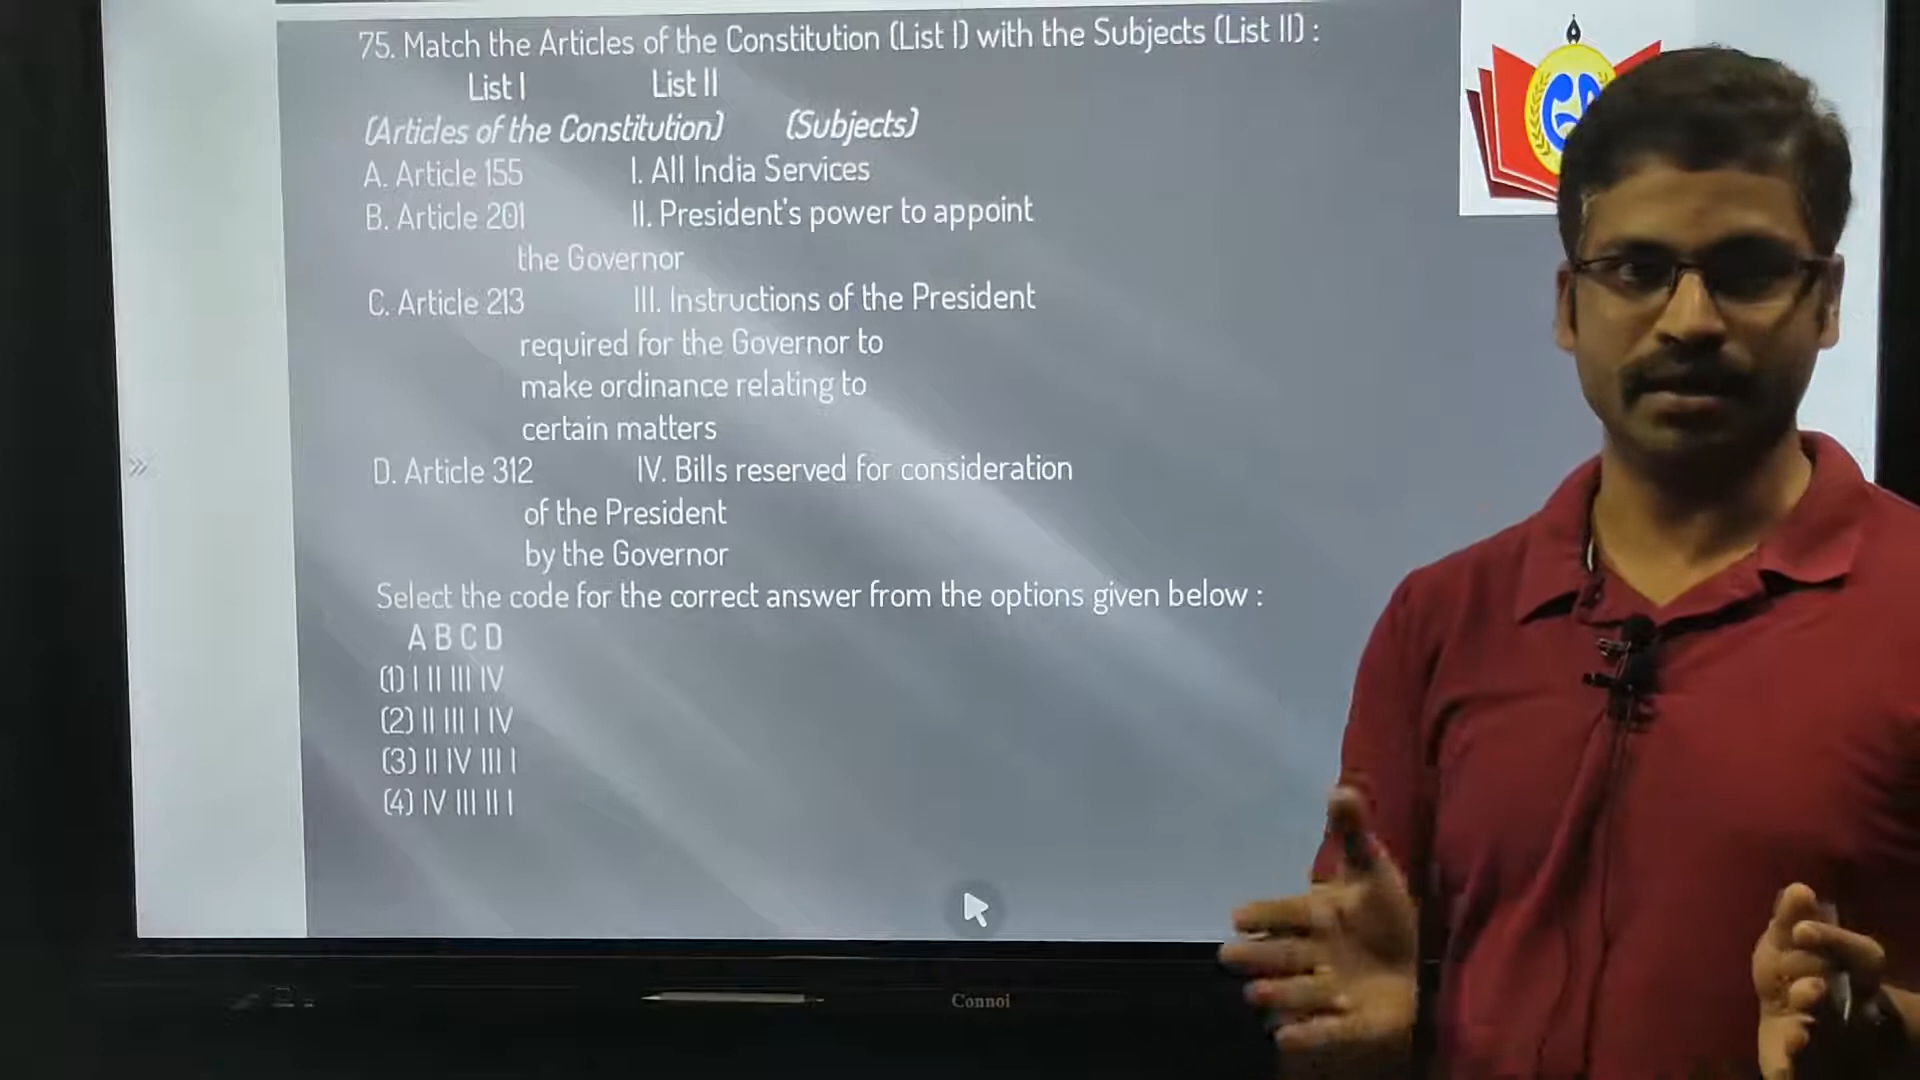 75. Match the Articles of the Constitution (List I) with the Subjects (List II) :
List I List II
(Articles of the Constitution) (Subjects)
A. Article 155 I. All India Services
B. Article 201 II. President's power to appoint
the Governor
C. Article 213 III. Instructions of the President
required for the Governor to
make ordinance relating to
certain matters
D. Article 312 IV. Bills reserved for consideration
of the President
by the Governor
Select the code for the correct answer from the options given below :
A B C D
(1) I II III IV
(2) II III I IV
(3) II IV III I
(4) IV III II I
Connoi